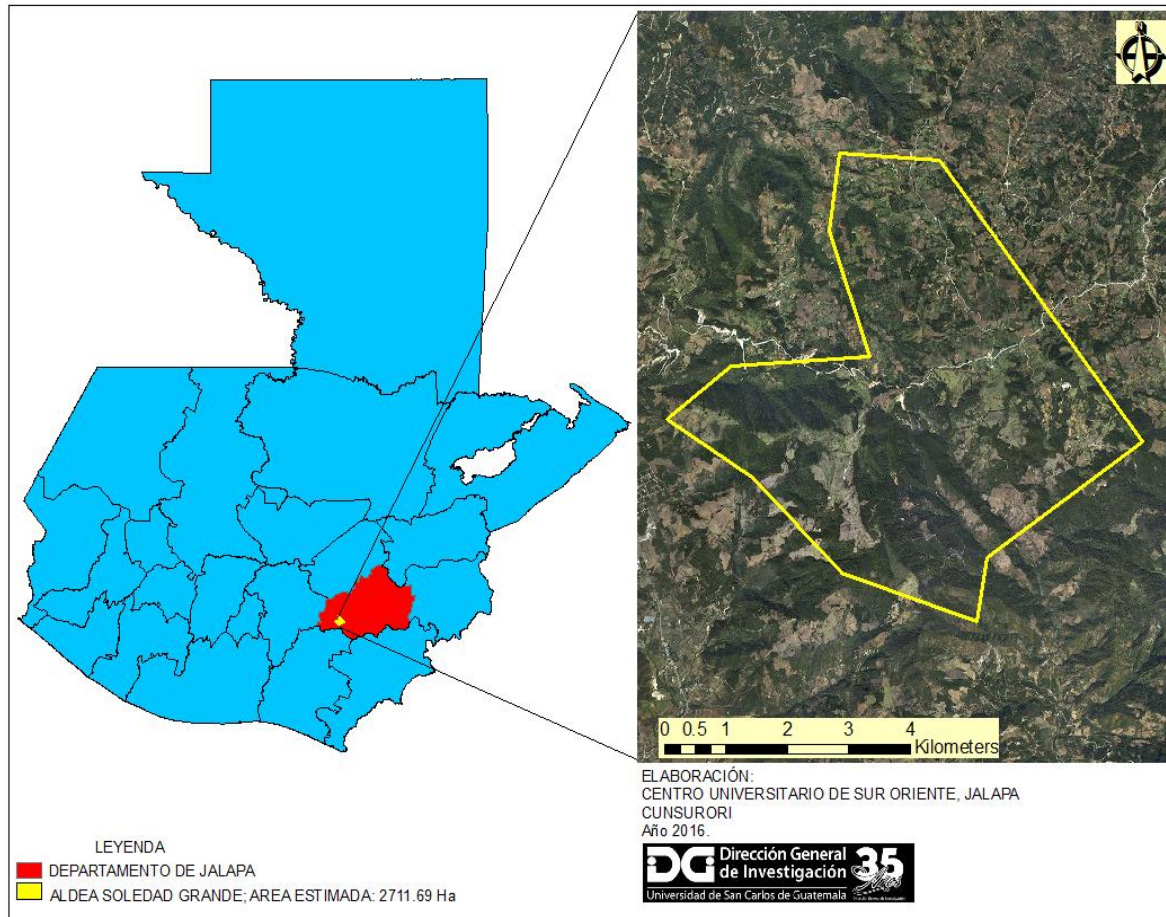 0 0.5 1 2 3 4
Kilometers
ELABORACIÓN:
CENTRO UNIVERSITARIO DE SUR ORIENTE, JALAPA
CUNSURORI
Año 2016.
LEYENDA
DEPARTAMENTO DE JALAPA
ALDEA SOLEDAD GRANDE; AREA ESTIMADA: 2711.69 Ha
DGi Dirección General
de Investigación
Universidad de San Carlos de Guatemala
35
Años